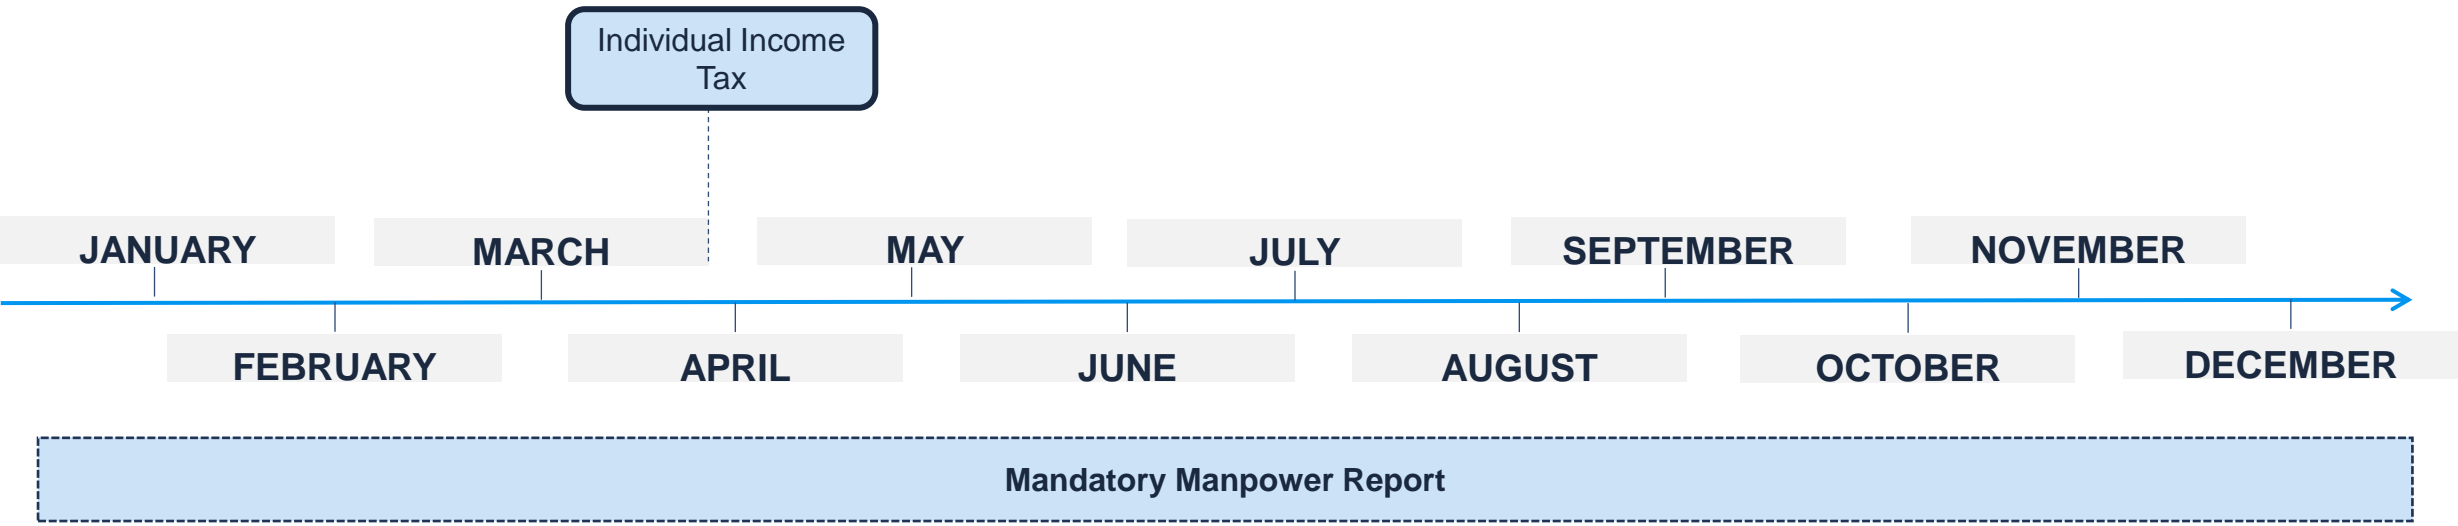 Individual Income
Tax
JANUARY
MARCH
MAY
JULY
SEPTEMBER
NOVEMBER
FEBRUARY
APRIL
JUNE
AUGUST
OCTOBER
DECEMBER
Mandatory Manpower Report